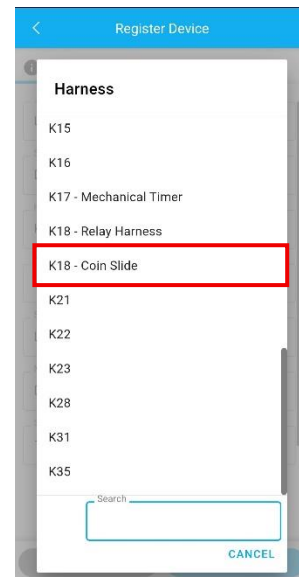 Register Device
Harness
K15
K16
K17 - Mechanical Timer
K18 - Relay Harness
K18 - Coin Slide
K21
K22
K23
K28
K31
K35
Search
CANCEL